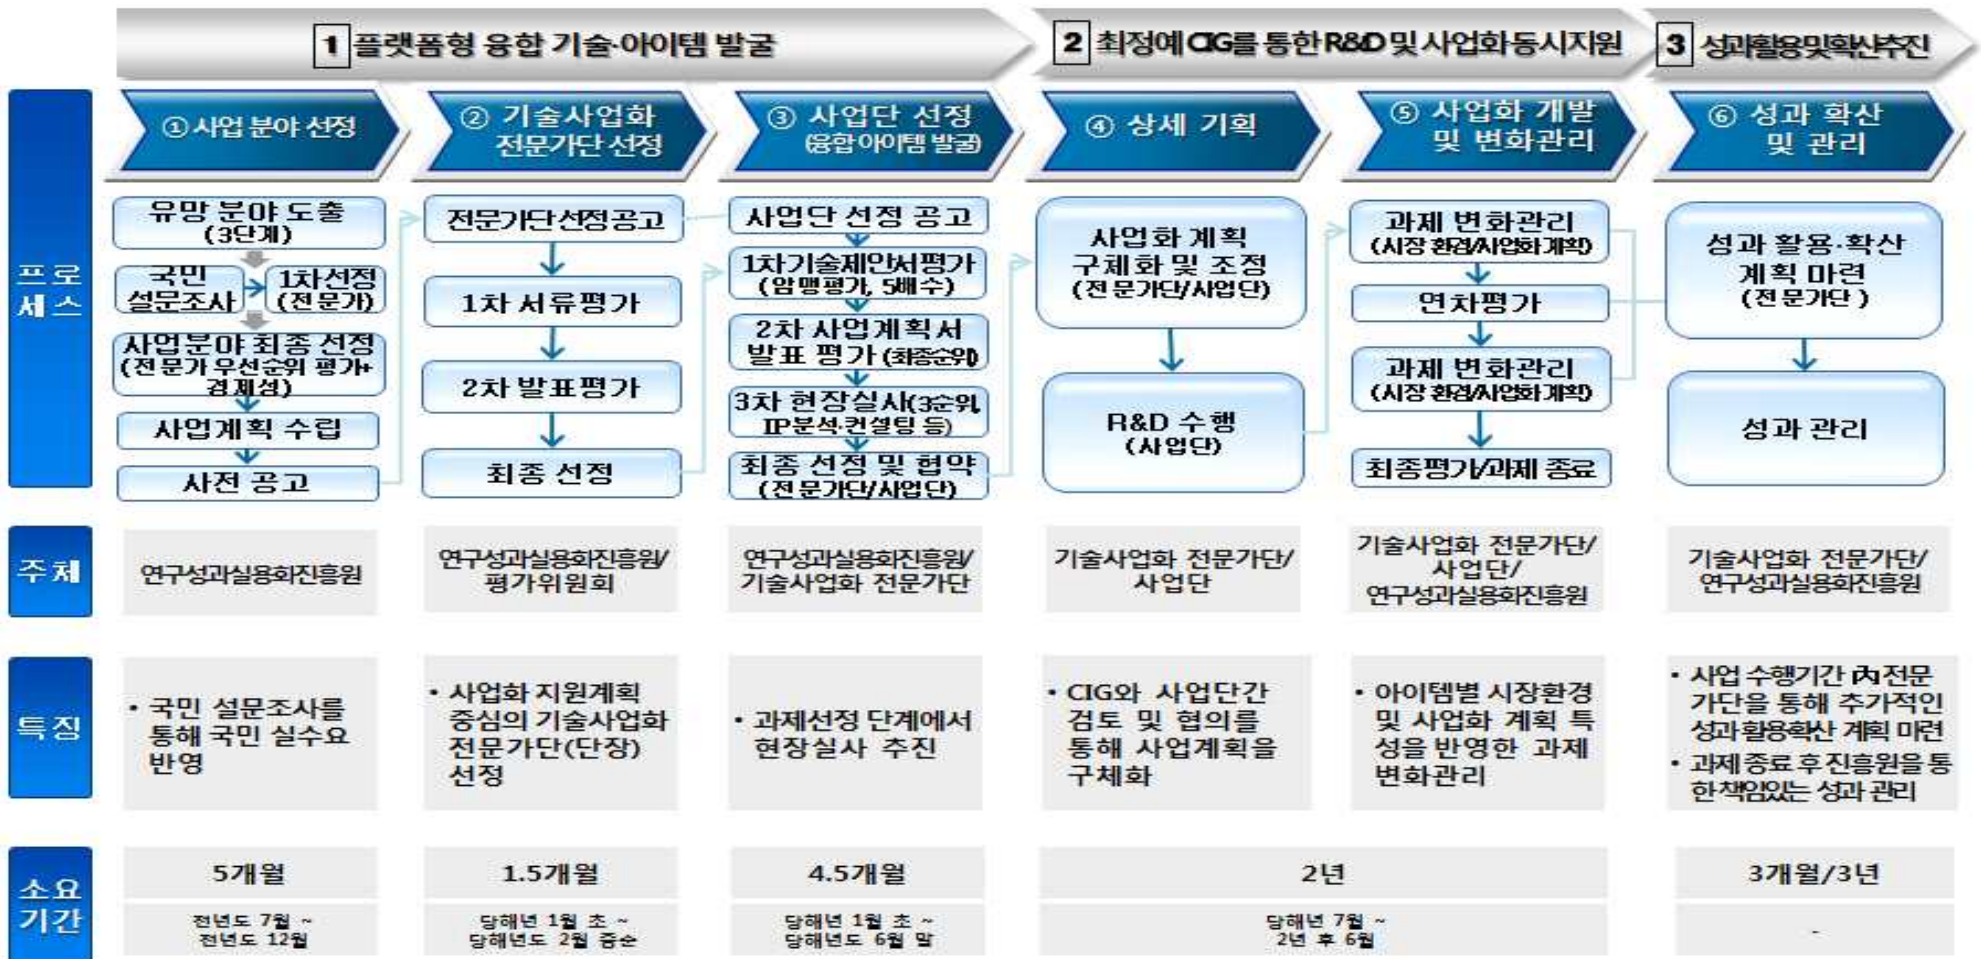 1 플랫폼형 융합 기술·아이템 발굴
2 최정예 CIG를 통한 R&D 및 사업화 동시지원
3 성과활용 및 확산 추진
프로
세스
① 사업 분야 선정
② 기술사업화
전문가단 선정
③ 사업단 선정
(융합 아이템 발굴)
④ 상세 기획
⑤ 사업화 개발
및 변화관리
⑥ 성과 확산
및 관리
유망 분야 도출
(3단계)
국민
설문조사
1차선정
(전문가)
사업분야 최종 선정
(전문가 우선순위 평가+
경제성)
사업계획 수립
사전 공고
전문가단 선정 공고
1차 서류평가
2차 발표평가
최종 선정
사업단 선정 공고
1차 기술제안서 평가
(암맹평가, 5배수)
2차 사업계획서
발표 평가 (최종순위)
3차 현장실사(3순위,
IP분석·컨설팅 등)
최종 선정 및 협약
(전문가단/사업단)
사업화 계획
구체화 및 조정
(전문가단/사업단)
R&D 수행
(사업단)
과제 변화관리
(시장 환경/사업화 계획)
연차평가
과제 변화관리
(시장 환경/사업화 계획)
최종평가/과제 종료
성과 활용·확산
계획 마련
(전문가단 )
성과 관리
주체
연구성과실용화진흥원
연구성과실용화진흥원/
평가위원회
연구성과실용화진흥원/
기술사업화 전문가단
기술사업화 전문가단/
사업단
기술사업화 전문가단/
사업단/
연구성과실용화진흥원
기술사업화 전문가단/
연구성과실용화진흥원
특징
• 국민 설문조사를
통해 국민 실수요
반영
• 사업화 지원계획
중심의 기술사업화
전문가단(단장)
선정
• 과제선정 단계에서
현장실사 추진
• CIG와 사업단간
검토 및 협의를
통해 사업계획을
구체화
• 아이템별 시장환경
및 사업화 계획 특
성을 반영한 과제
변화관리
• 사업 수행기간 內 전문
가단을 통해 추가적인
성과 활용확산 계획 마련
• 과제 종료 후 진흥원을 통
한 책임있는 성과 관리
소요
기간
5개월
1.5개월
4.5개월
2년
3개월/3년
전년도 7월 ~
전년도 12월
당해년 1월 초 ~
당해년도 2월 중순
당해년 1월 초 ~
당해년도 6월 말
당해년 7월 ~
2년 후 6월
-